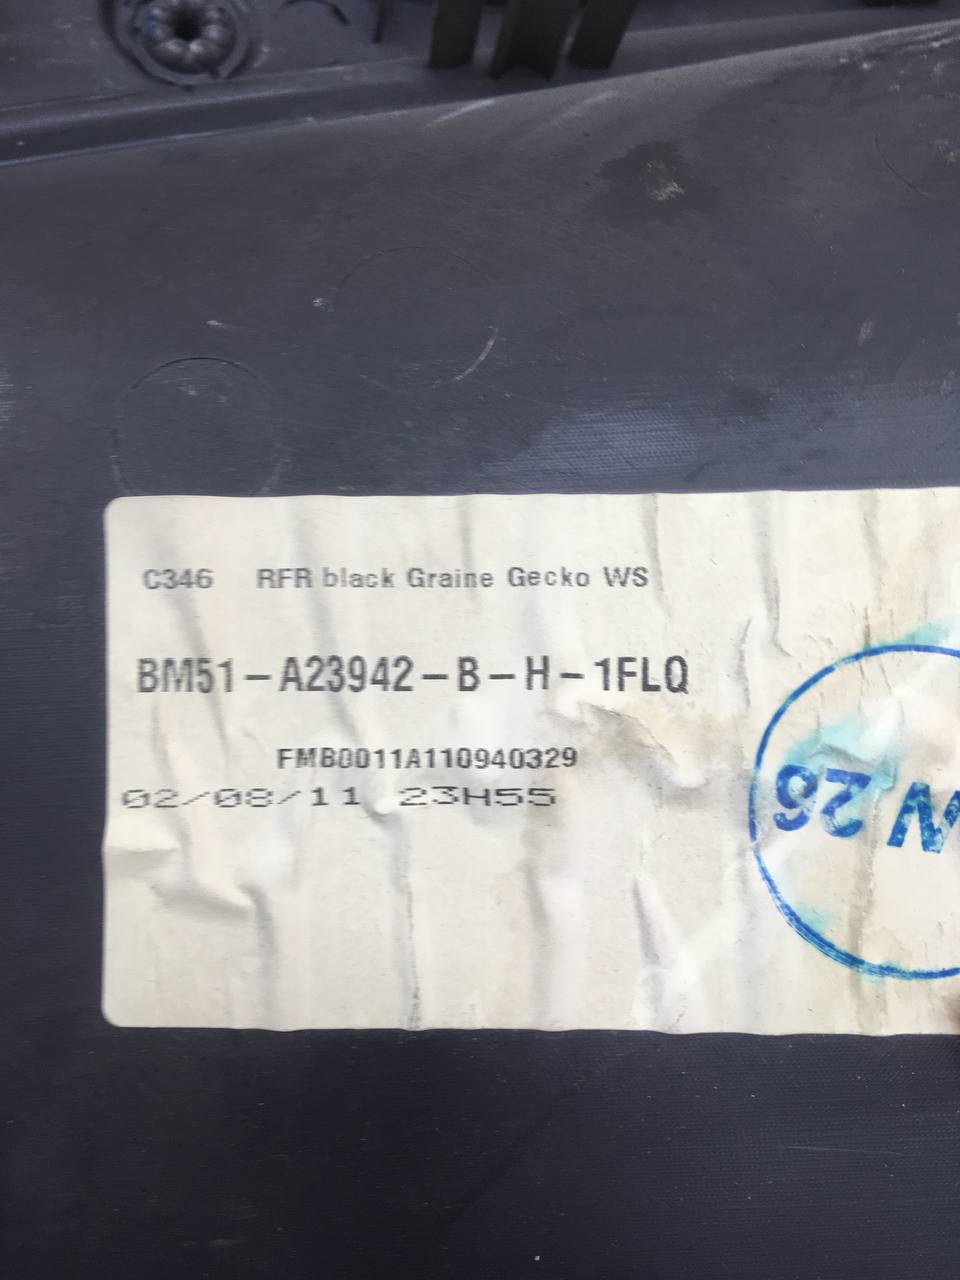 C346 RFR black Graine Gecko WS
BM51-A23942-B-H-1FLQ
FMB0011A110940329
02/08/11 23H55
N 26